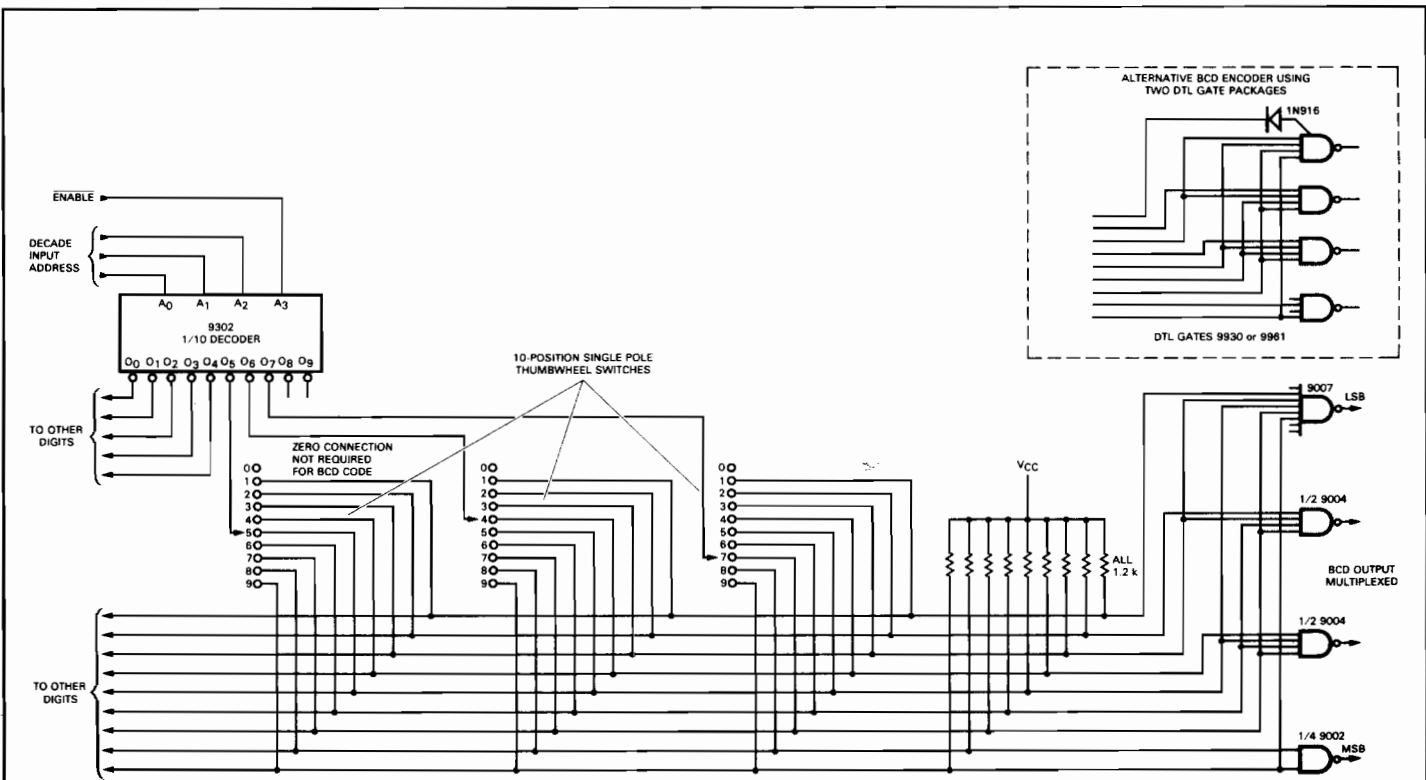 ALTERNATIVE BCD ENCODER USING
TWO DTL GATE PACKAGES
1N916
DTL GATES 9930 or 9961
ENABLE
DECADE
INPUT
ADDRESS
A0 A1 A2 A3
9302
1/10 DECODER
O0 O1 O2 O3 O4 O5 O6 O7 O8 O9
TO OTHER
DIGITS
10-POSITION SINGLE POLE
THUMBWHEEL SWITCHES
ZERO CONNECTION
NOT REQUIRED
FOR BCD CODE
0
1
2
3
4
5
6
7
8
9
0
1
2
3
4
5
6
7
8
9
0
1
2
3
4
5
6
7
8
9
VCC
ALL
1.2 k
9007
LSB
1/2 9004
BCD OUTPUT
MULTIPLEXED
1/2 9004
1/4 9002
MSB
TO OTHER
DIGITS